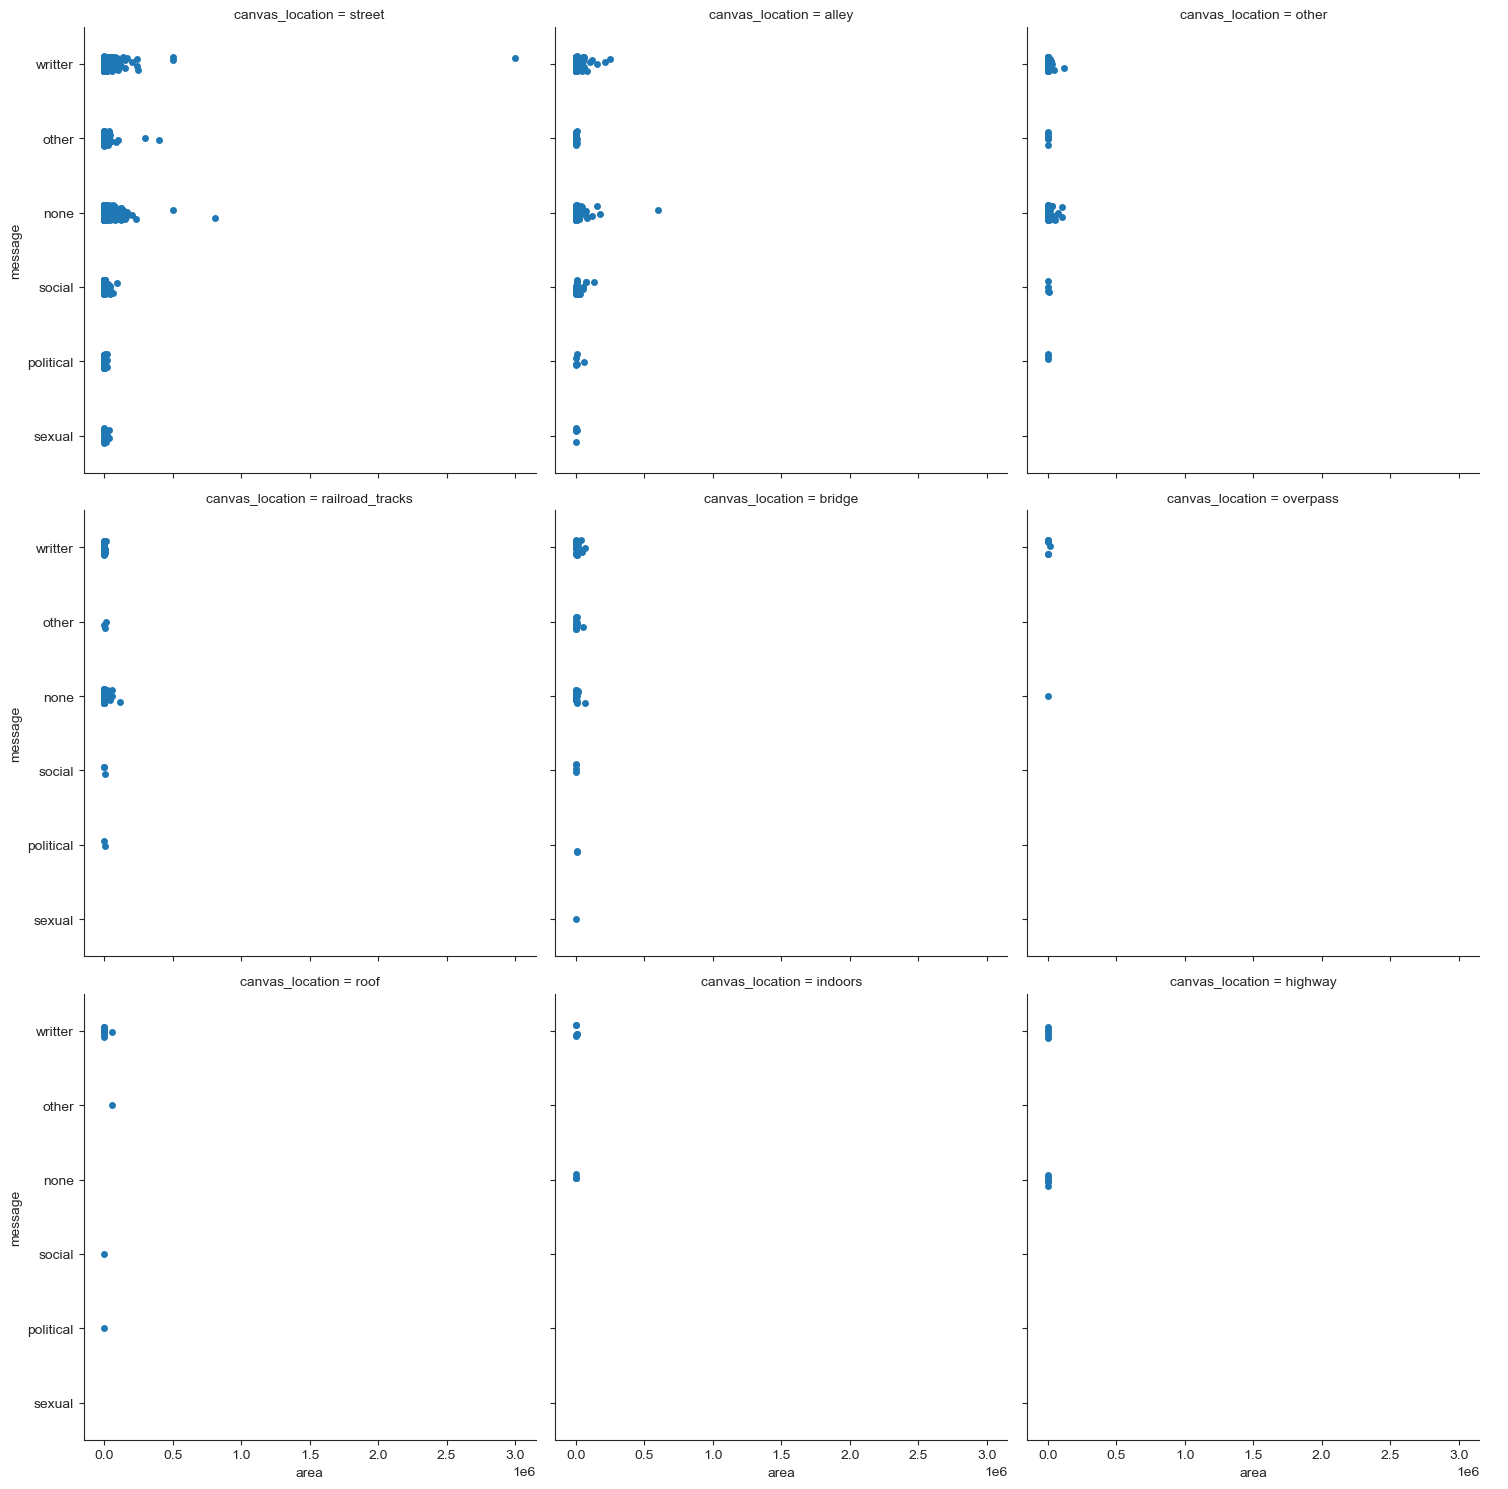 canvas_location = street
canvas_location = alley
canvas_location = other
writter
other
none
social
political
sexual
message
canvas_location = railroad_tracks
canvas_location = bridge
canvas_location = overpass
writter
other
none
social
political
sexual
message
canvas_location = roof
canvas_location = indoors
canvas_location = highway
writter
other
none
social
political
sexual
message
0.0 0.5 1.0 1.5 2.0 2.5 3.0
0.0 0.5 1.0 1.5 2.0 2.5 3.0
0.0 0.5 1.0 1.5 2.0 2.5 3.0
area 1e6
area 1e6
area 1e6